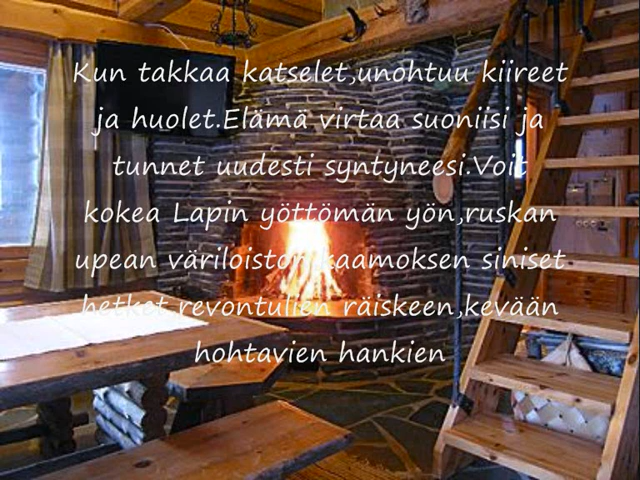 Kun takkaa katselet,unohtuu kiireet
ja huolet.Elämä virtaa suoniisi ja
tunnet uudesti syntyneesi.Voit
kokea Lapin yöttömän yön,ruskan
upean väriloiston,kaamoksen siniset
hetket,revontulien räiskeen,kevään
hohtavien hankien